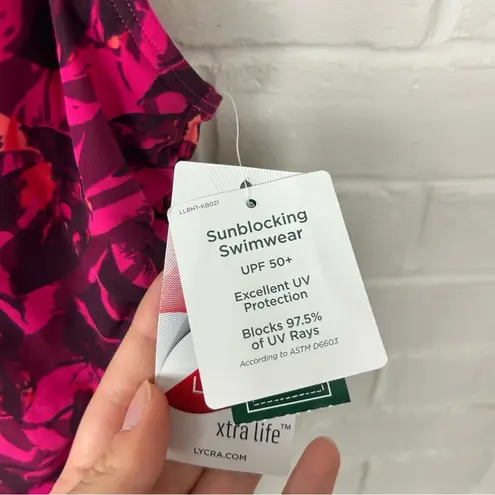 LLBHT-KB021
Sunblocking
Swimwear
UPF 50+
Excellent UV
Protection
Blocks 97.5%
of UV Rays
According to ASTM D6603
xtra life™
LYCRA.COM